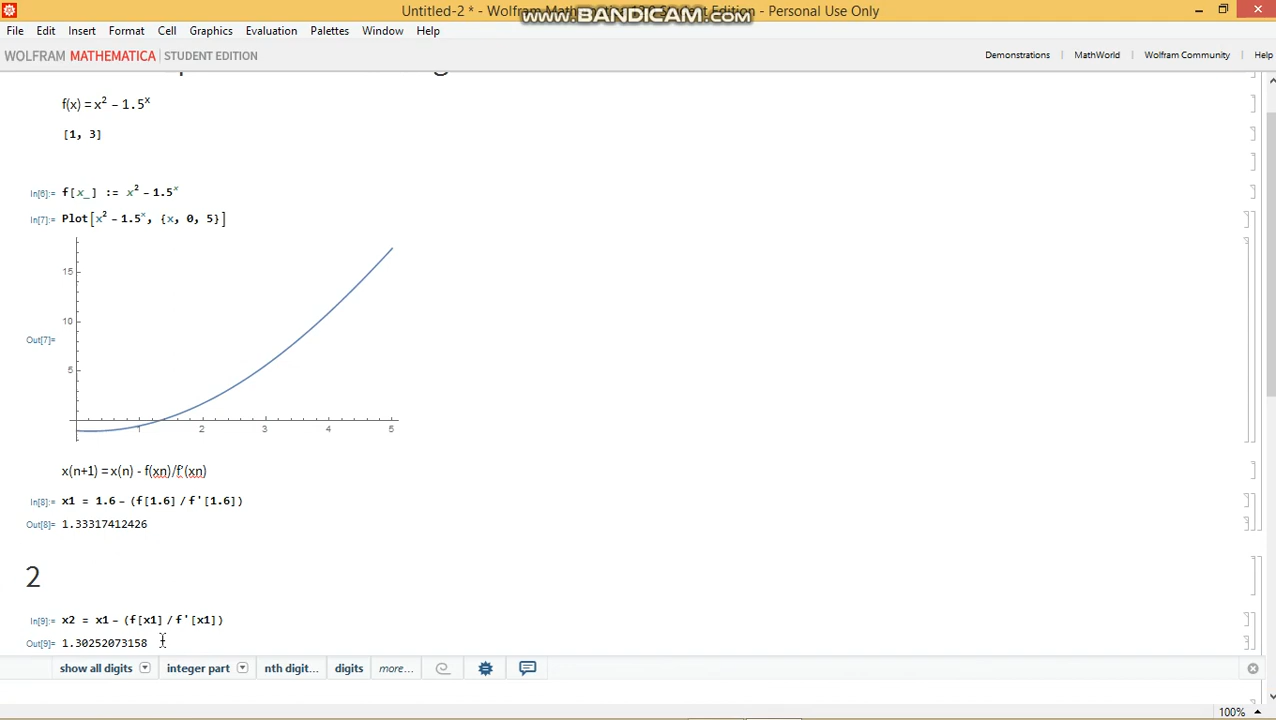 Untitled-2 * - Wolfram Mathematica Student Edition - Personal Use Only
www.BANDICAM.com
File Edit Insert Format Cell Graphics Evaluation Palettes Window Help
WOLFRAM MATHEMATICA STUDENT EDITION Demonstrations MathWorld Wolfram Community Help
f(x) = x² – 1.5ˣ
[1, 3]
In[6]:= f[x_] := x² – 1.5ˣ
In[7]:= Plot[x² – 1.5ˣ, {x, 0, 5}]
15
10
Out[7]=
5
1 2 3 4 5
x(n+1) = x(n) - f(xn)/f'(xn)
In[8]:= x1 = 1.6 – (f[1.6] / f'[1.6])
Out[8]= 1.33317412426
2
In[9]:= x2 = x1 – (f[x1] / f'[x1])
Out[9]= 1.30252073158
show all digits integer part nth digit... digits more...
100%